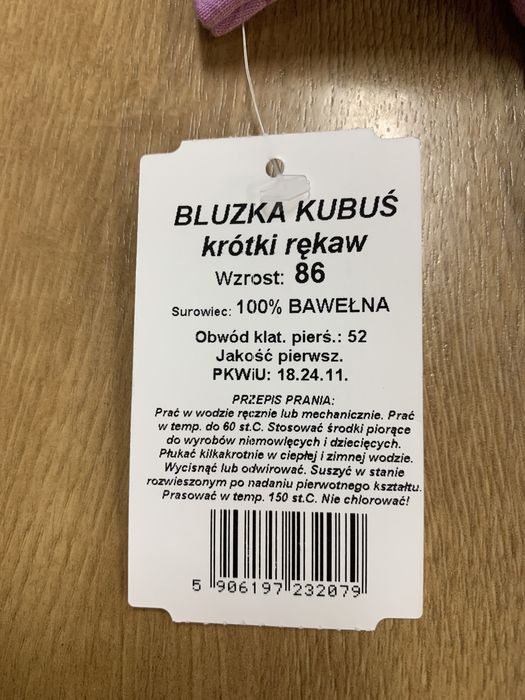 BLUZKA KUBUŚ
krótki rękaw
Wzrost: 86
Surowiec: 100% BAWEŁNA
Obwód klat. pierś.: 52
Jakość pierwsz.
PKWiU: 18.24.11.
PRZEPIS PRANIA:
Prać w wodzie ręcznie lub mechanicznie. Prać
w temp. do 60 st.C. Stosować środki piorące
do wyrobów niemowlęcych i dziecięcych.
Płukać kilkakrotnie w ciepłej i zimnej wodzie.
Wycisnąć lub odwirować. Suszyć w stanie
rozwieszonym po nadaniu pierwotnego kształtu.
Prasować w temp. 150 st.C. Nie chlorować!
5 906197 232079